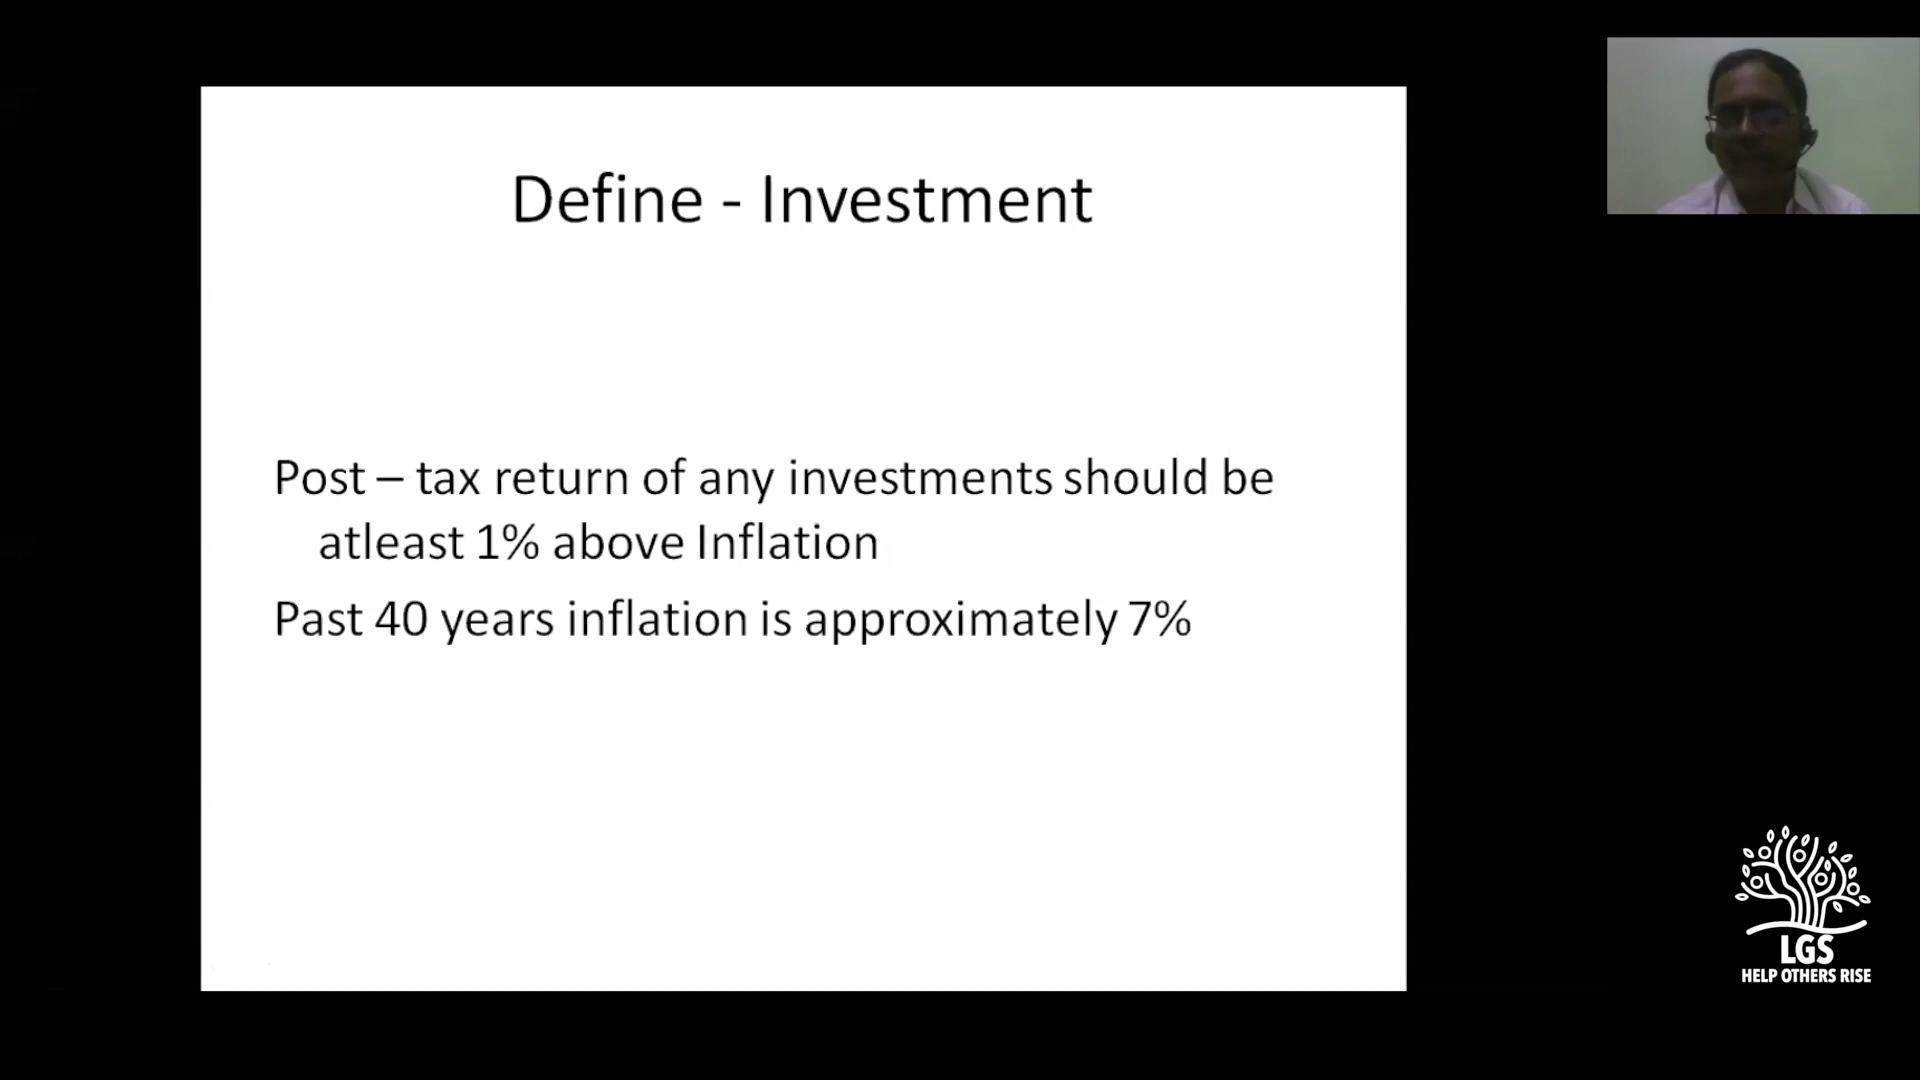 Define - Investment
Post – tax return of any investments should be
atleast 1% above Inflation
Past 40 years inflation is approximately 7%
LGS
HELP OTHERS RISE